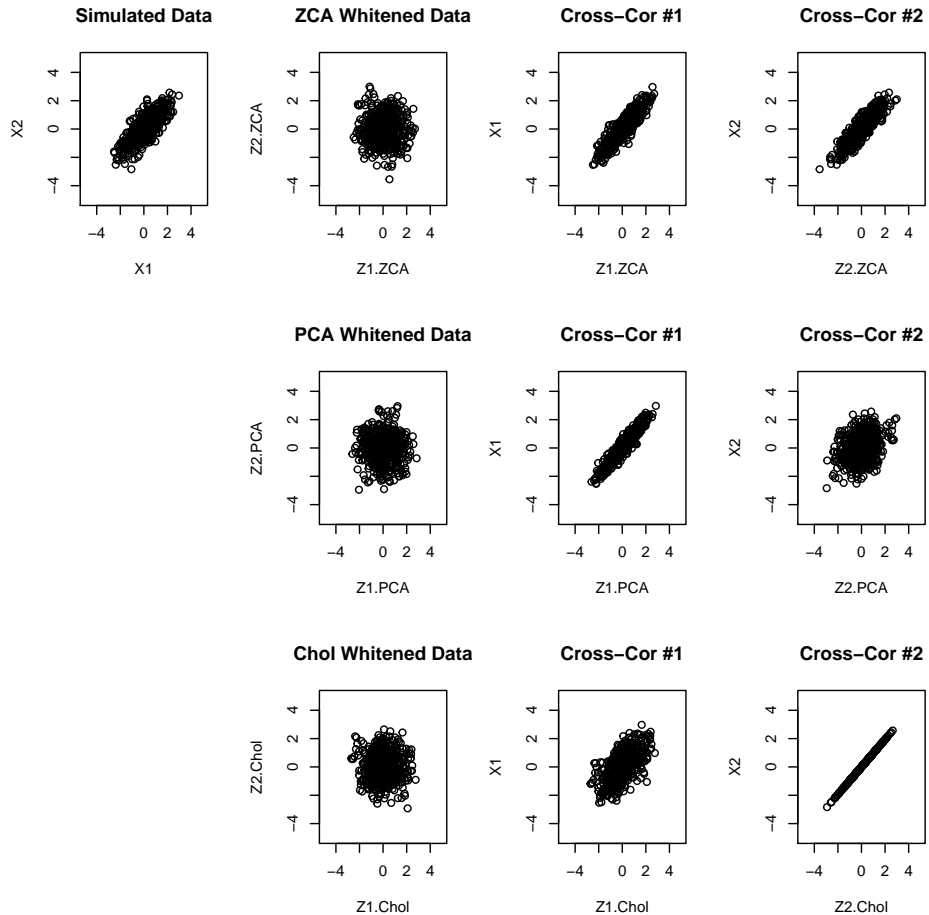 Simulated Data
ZCA Whitened Data
Cross−Cor #1
Cross−Cor #2
X2
4
2
0
−4
−4
0
2
4
X1
Z2.ZCA
4
2
0
−4
−4
0
2
4
Z1.ZCA
X1
4
2
0
−4
−4
0
2
4
Z1.ZCA
X2
4
2
0
−4
−4
0
2
4
Z2.ZCA
PCA Whitened Data
Cross−Cor #1
Cross−Cor #2
Z2.PCA
4
2
0
−4
−4
0
2
4
Z1.PCA
X1
4
2
0
−4
−4
0
2
4
Z1.PCA
X2
4
2
0
−4
−4
0
2
4
Z2.PCA
Chol Whitened Data
Cross−Cor #1
Cross−Cor #2
Z2.Chol
4
2
0
−4
−4
0
2
4
Z1.Chol
X1
4
2
0
−4
−4
0
2
4
Z1.Chol
X2
4
2
0
−4
−4
0
2
4
Z2.Chol